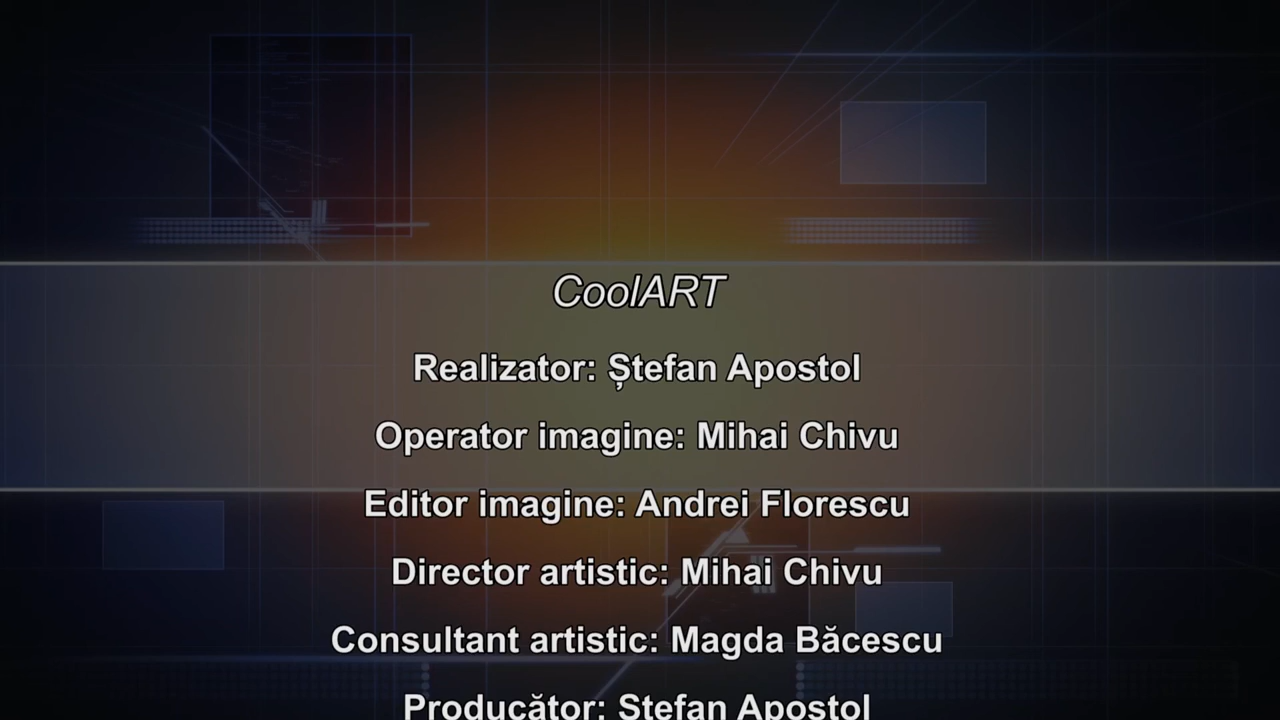 CoolART
Realizator: Ștefan Apostol
Operator imagine: Mihai Chivu
Editor imagine: Andrei Florescu
Director artistic: Mihai Chivu
Consultant artistic: Magda Băcescu
Producător: Ștefan Apostol